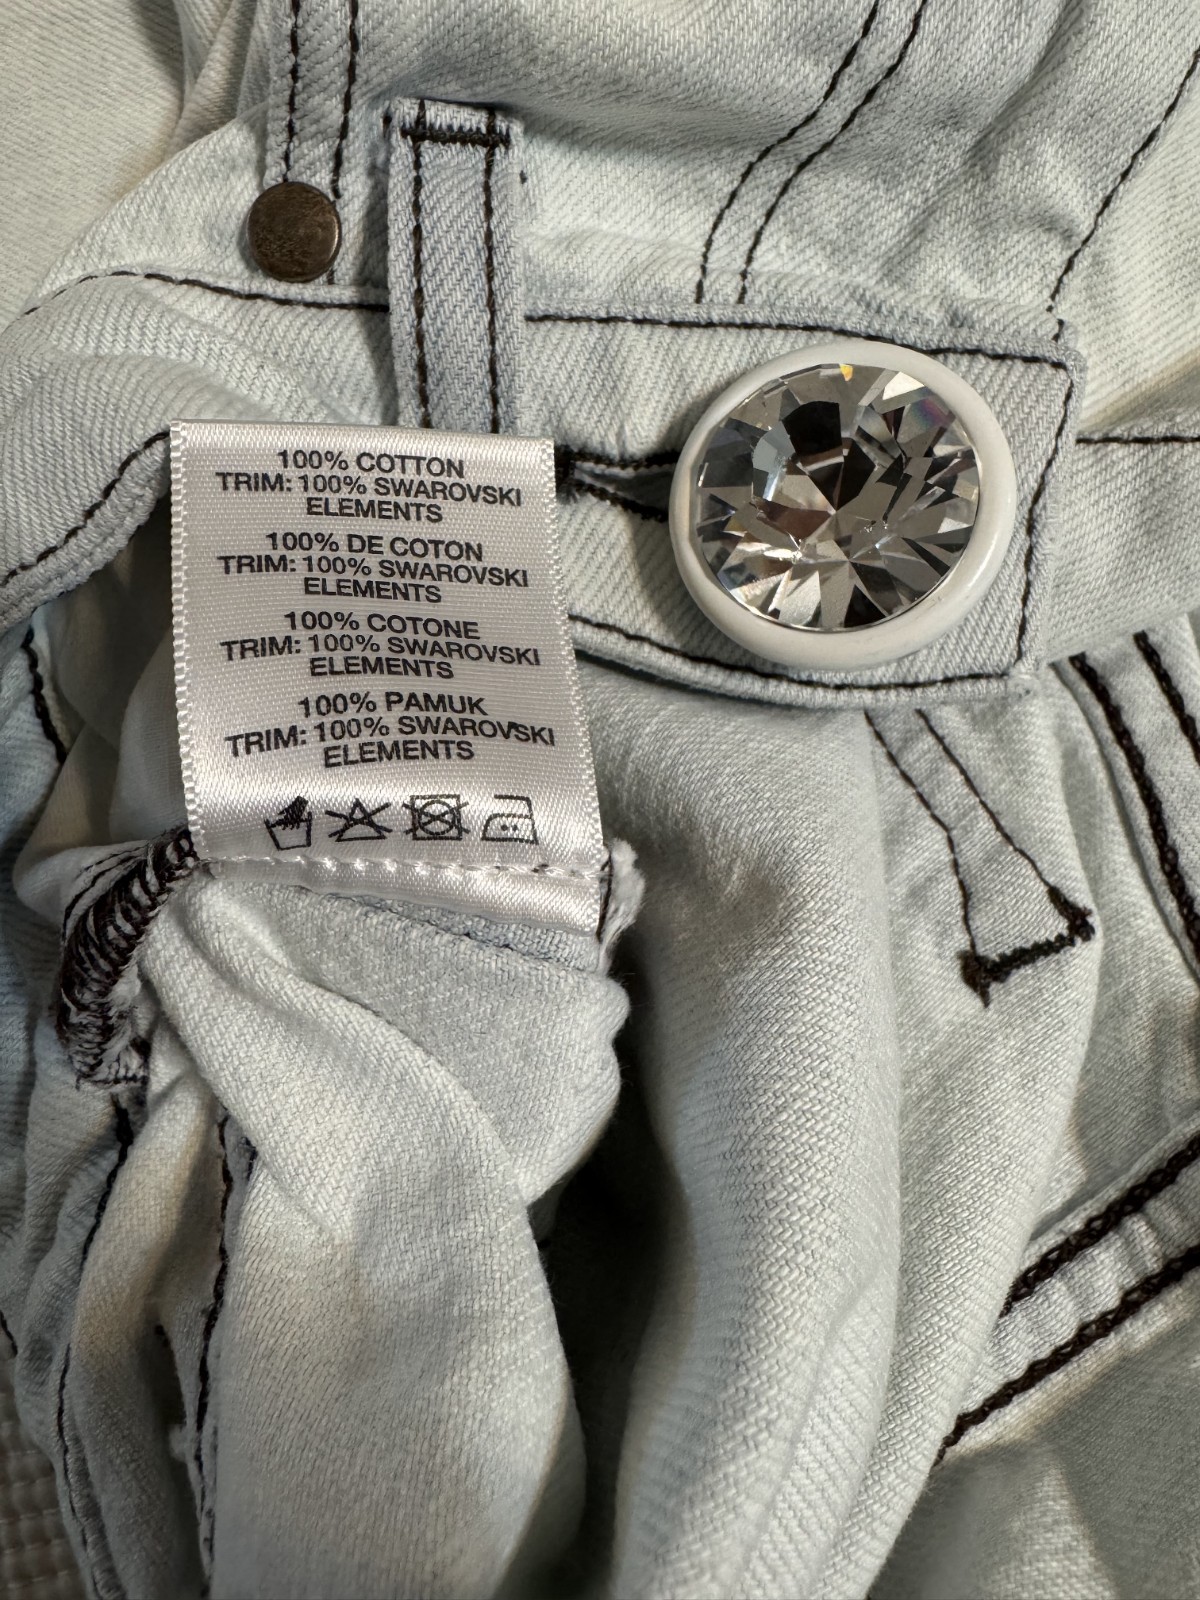 100% COTTON
TRIM: 100% SWAROVSKI
ELEMENTS
100% DE COTON
TRIM: 100% SWAROVSKI
ELEMENTS
100% COTONE
TRIM: 100% SWAROVSKI
ELEMENTS
100% PAMUK
TRIM: 100% SWAROVSKI
ELEMENTS